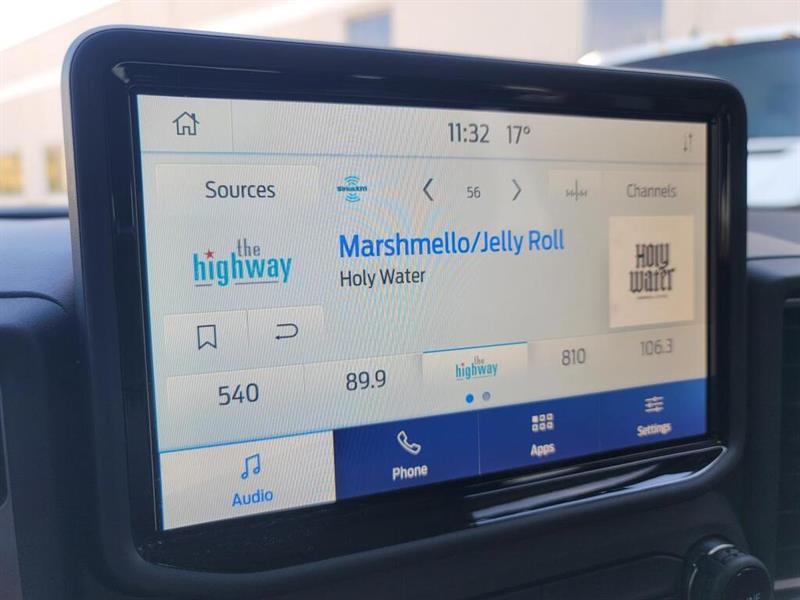 11:32 17°
Sources
SiriusXM
56
Channels
the
highway
Marshmello/Jelly Roll
Holy Water
HOLY
WATER
540
89.9
the
highway
810
106.3
Audio
Phone
Apps
Settings